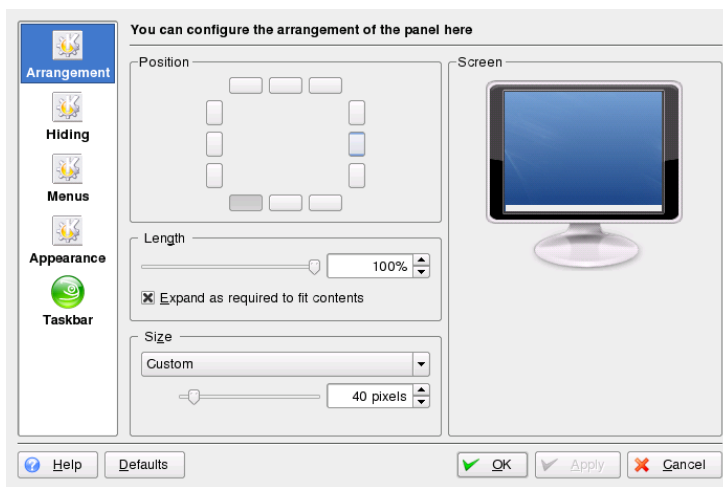 You can configure the arrangement of the panel here
Arrangement
Hiding
Menus
Appearance
Taskbar
Position
Screen
Length
100%
Expand as required to fit contents
Size
Custom
40 pixels
Help
Defaults
OK
Apply
Cancel